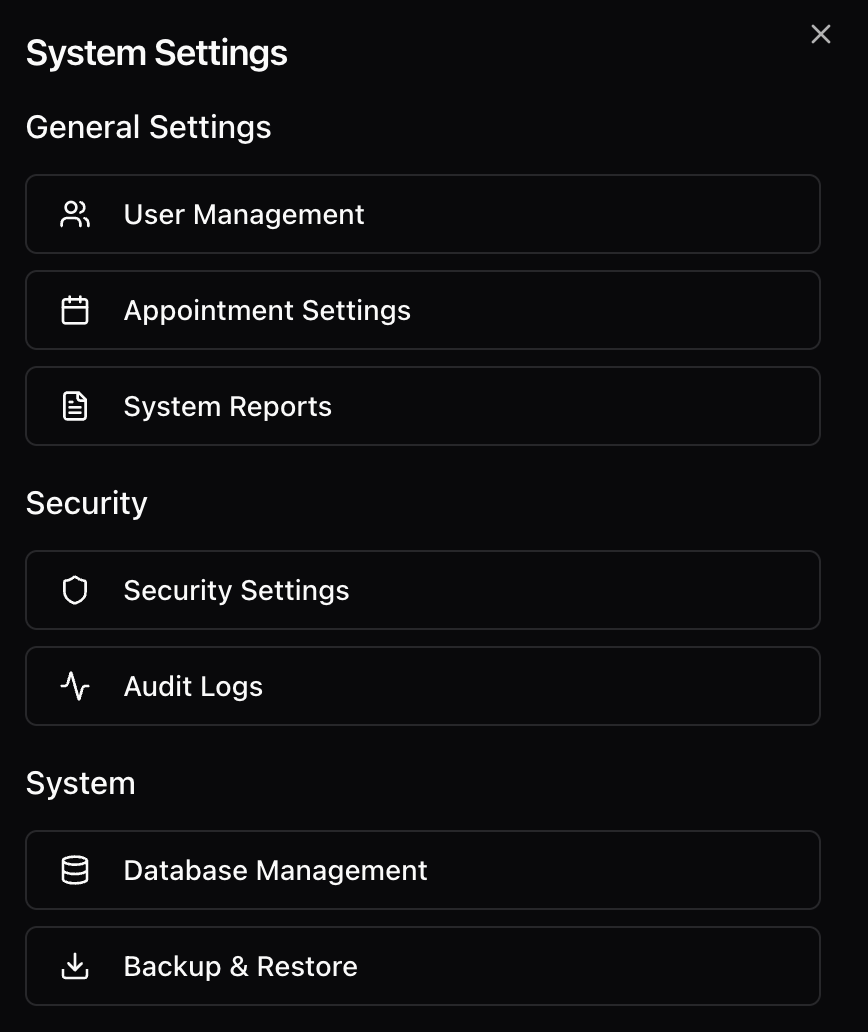 System Settings
General Settings
User Management
Appointment Settings
System Reports
Security
Security Settings
Audit Logs
System
Database Management
Backup & Restore